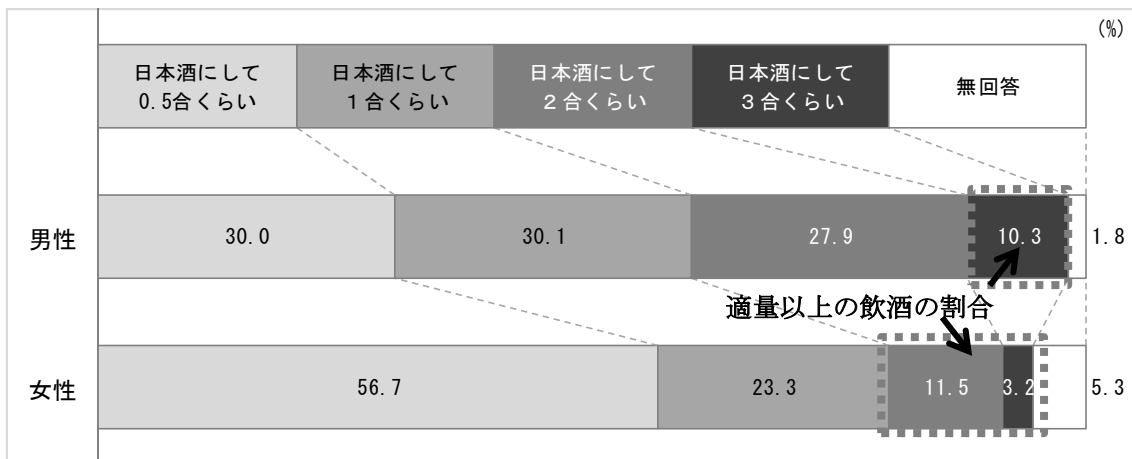 (%)
日本酒にして
0.5合くらい
日本酒にして
1合くらい
日本酒にして
2合くらい
日本酒にして
3合くらい
無回答
男性
30.0
30.1
27.9
10.3
1.8
適量以上の飲酒の割合
女性
56.7
23.3
11.5
3.2
5.3